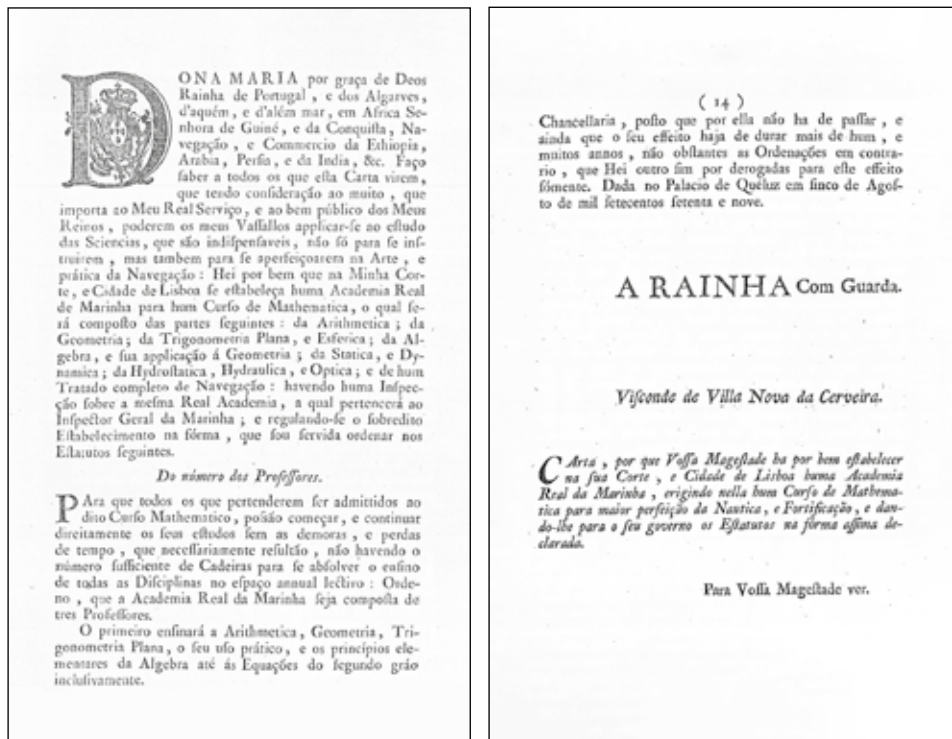 DONA MARIA por graça de Deos
Rainha de Portugal , e dos Algarves,
d'aquém , e d'além mar , em Africa Se-
nhora de Guiné , e da Conquista, Na-
vegação , e Commercio da Ethiopia,
Arabia, Persia, e da India, &c. Faço
saber a todos os que esta Carta virem,
que tendo consideração ao muito , que
importa ao Meu Real Serviço, e ao bem público dos Meus
Reinos , poderem os meus Vassallos applicar-se ao estudo
das Sciencias, que são indispensaveis, não só para se ins-
truirem , mas tambem para se aperfeiçoarem na Arte , e
prática da Navegação : Hei por bem que na Minha Cor-
te, e Cidade de Lisboa se estabeleça huma Academia Real
de Marinha para hum Curso de Mathematica, o qual se-
rá composto das partes seguintes : da Arithmetica ; da
Geometria; da Trigonometria Plana, e Esferica; da Al-
gebra, e sua applicação á Geometria ; da Statica, e Dy-
namica ; da Hydrostatica , Hydraulica, e Optica; e de hum
Tratado completo de Navegação : havendo huma Inspec-
ção sobre a mesma Real Academia, a qual pertencerá ao
Inspector Geral da Marinha ; e regulando-se o sobredito
Estabelecimento na fórma , que sou servida ordenar nos
Estatutos seguintes.
Do número dos Professores.
PAra que todos os que pertenderem ser admittidos ao
dito Curso Mathematico, possão começar, e continuar
direitamente os seus estudos sem as demoras , e perdas
de tempo , que necessariamente resultão , não havendo o
número sufficiente de Cadeiras para se absolver o ensino
de todas as Disciplinas no espaço annual lectivo : Orde-
no , que a Academia Real da Marinha seja composta de
tres Professores.
O primeiro ensinará a Arithmetica, Geometria, Tri-
gonometria Plana, o seu uso prático , e os principios ele-
mentares da Algebra até ás Equações do segundo gráo
inclusivamente.
( 14 )
Chancellaria , posto que por ella não ha de passar , e
ainda que o seu effeito haja de durar mais de hum , e
muitos annos , não obstantes as Ordenações em contra-
rio , que Hei outro sim por derogadas para este effeito
sómente. Dada no Palacio de Quéluz em sinco de Agos-
to de mil setecentos setenta e nove.
A RAINHA Com Guarda.
Visconde de Villa Nova da Cerveira.
CArta , por que Vossa Magestade ha por bem estabelecer
na sua Corte , e Cidade de Lisboa huma Academia
Real da Marinha , erigindo nella hum Curso de Mathema-
tica para maior perfeição da Nautica, e Fortificação, e dan-
do-lhe para o seu governo os Estatutos na fórma assima de-
clarada.
Para Vossa Magestade ver.